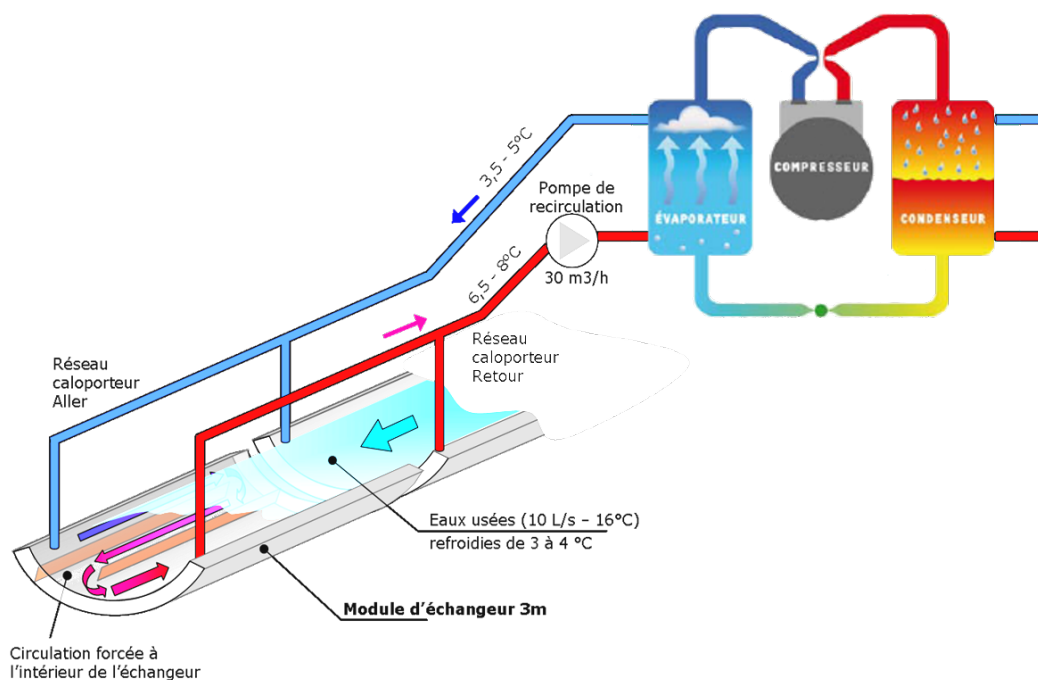 COMPRESSEUR
ÉVAPORATEUR
CONDENSEUR
3,5 - 5°C
Pompe de
recirculation
30 m3/h
6,5 - 8°C
Réseau
caloporteur
Aller
Réseau
caloporteur
Retour
Eaux usées (10 L/s – 16°C)
refroidies de 3 à 4 °C
Module d’échangeur 3m
Circulation forcée à
l’intérieur de l’échangeur